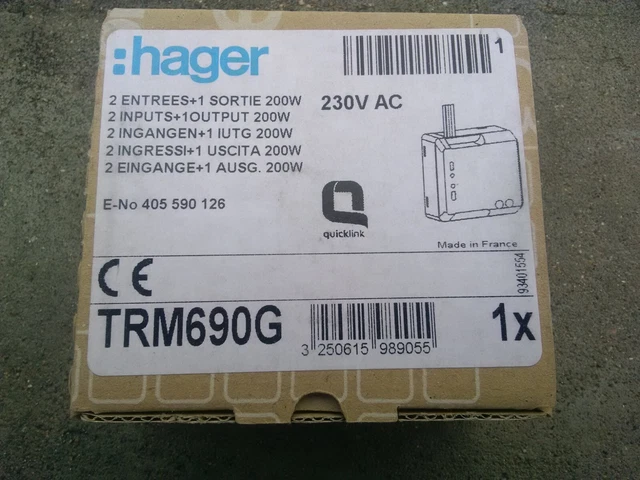 :hager
1
2 ENTREES+1 SORTIE 200W
2 INPUTS+1OUTPUT 200W
2 INGANGEN+1 IUTG 200W
2 INGRESSI+1 USCITA 200W
2 EINGANGE+1 AUSG. 200W
230V AC
E-No 405 590 126
quicklink
Made in France
93401554
CE
TRM690G
3 250615 989055
1x